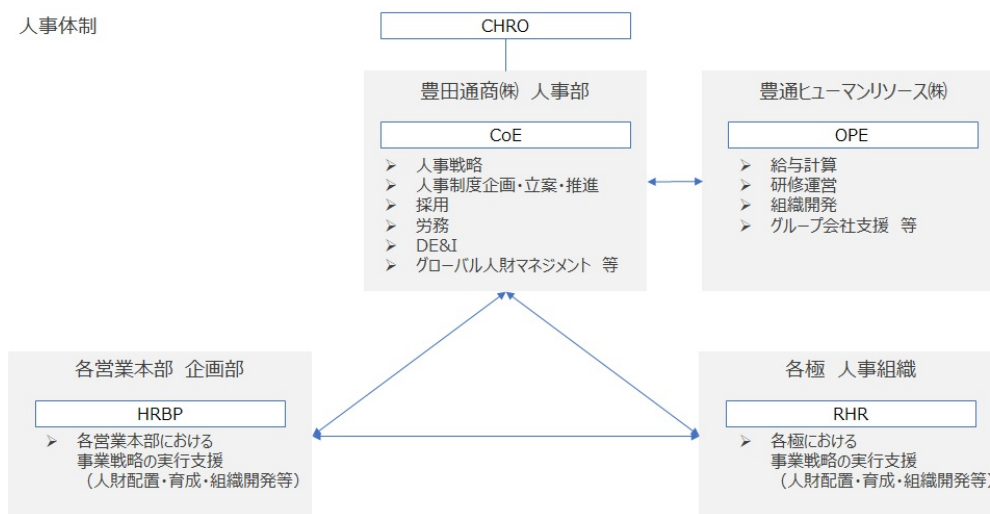 人事体制
CHRO
豊田通商㈱ 人事部
CoE
➢ 人事戦略
➢ 人事制度企画・立案・推進
➢ 採用
➢ 労務
➢ DE&I
➢ グローバル人財マネジメント 等
豊通ヒューマンリソース㈱
OPE
➢ 給与計算
➢ 研修運営
➢ 組織開発
➢ グループ会社支援 等
各営業本部 企画部
HRBP
➢ 各営業本部における
事業戦略の実行支援
（人財配置・育成・組織開発等）
各極 人事組織
RHR
➢ 各極における
事業戦略の実行支援
（人財配置・育成・組織開発等）